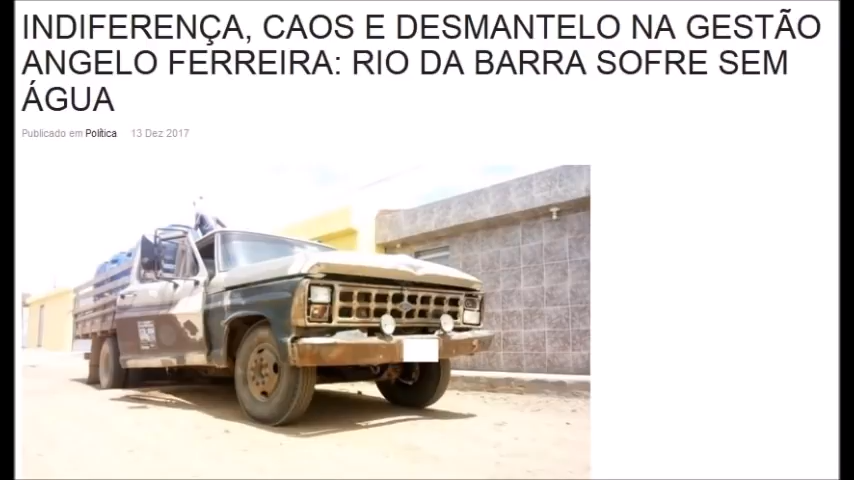 INDIFERENÇA, CAOS E DESMANTELO NA GESTÃO
ANGELO FERREIRA: RIO DA BARRA SOFRE SEM
ÁGUA
Publicado em Política 13 Dez 2017